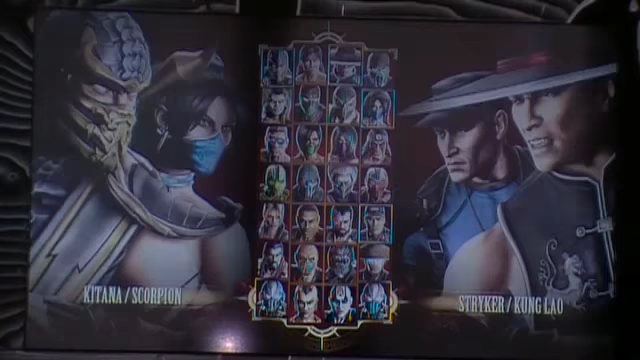 KITANA / SCORPION
STRYKER / KUNG LAO